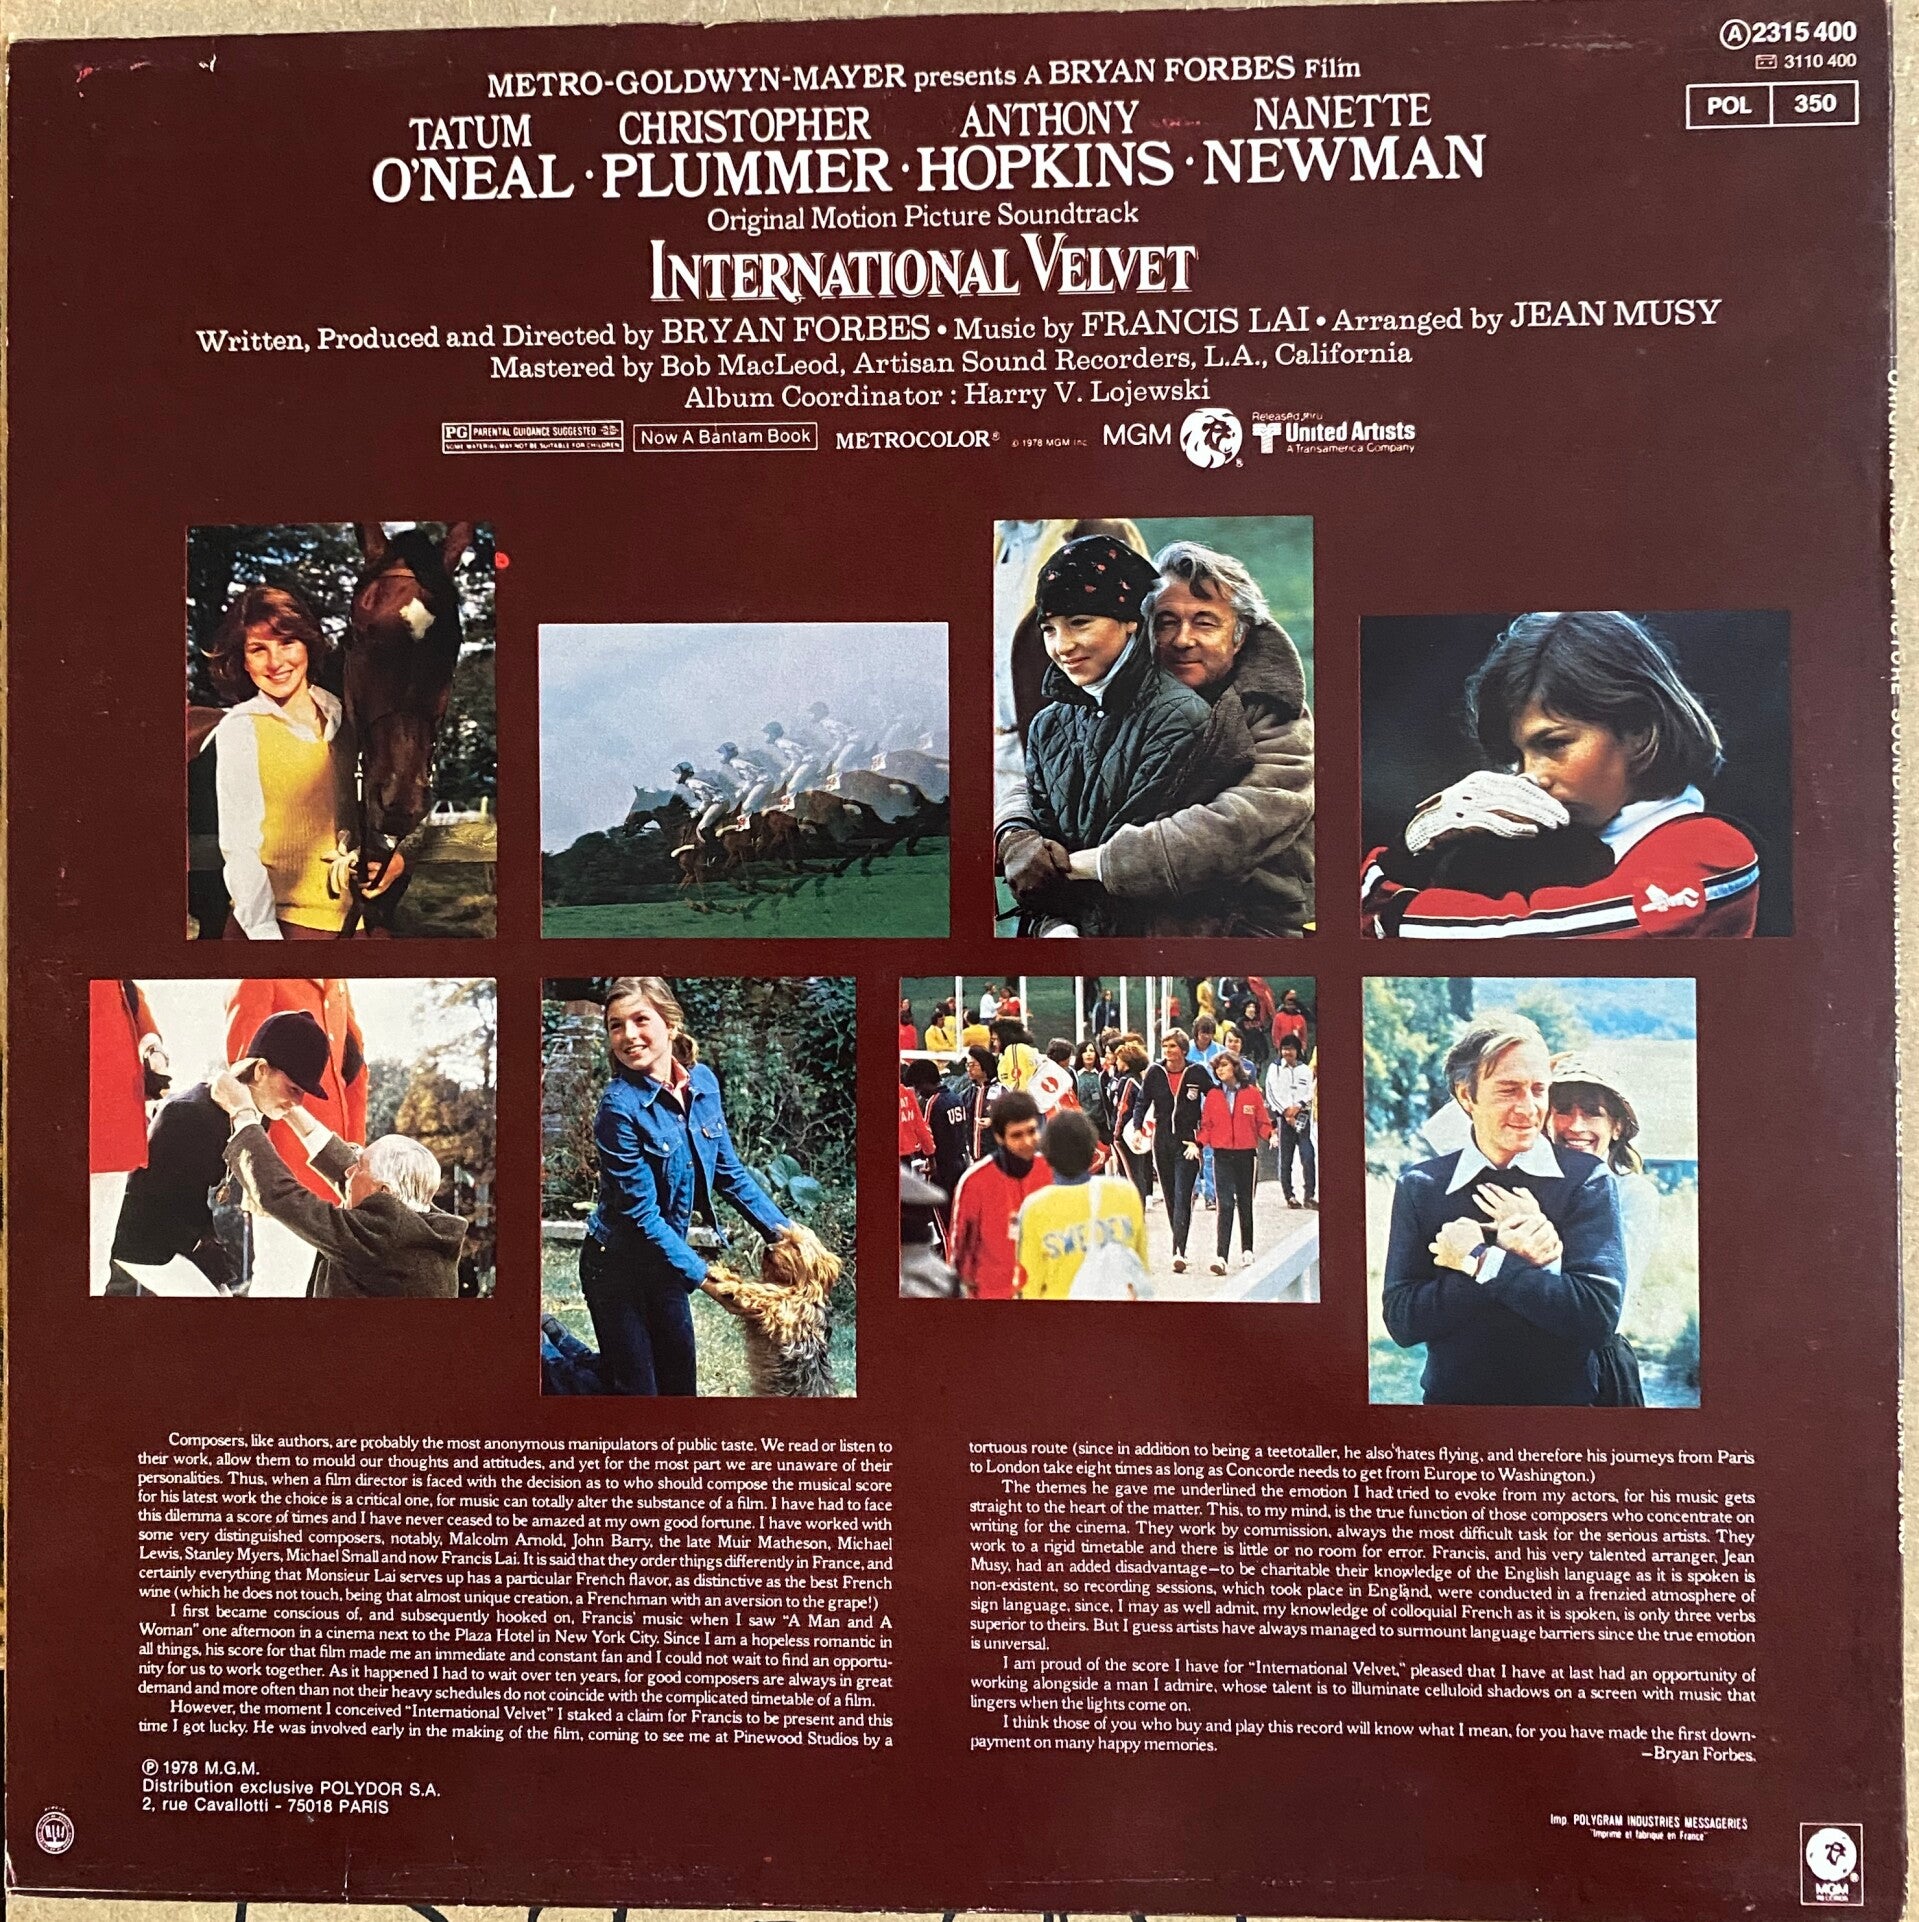 Ⓐ2315 400
3110 400
POL 350
METRO-GOLDWYN-MAYER presents A BRYAN FORBES Film
TATUM CHRISTOPHER ANTHONY NANETTE
O'NEAL · PLUMMER · HOPKINS · NEWMAN
Original Motion Picture Soundtrack
INTERNATIONAL VELVET
Written, Produced and Directed by BRYAN FORBES • Music by FRANCIS LAI • Arranged by JEAN MUSY
Mastered by Bob MacLeod, Artisan Sound Recorders, L.A., California
Album Coordinator : Harry V. Lojewski
PG PARENTAL GUIDANCE SUGGESTED
SOME MATERIAL MAY NOT BE SUITABLE FOR CHILDREN
Now A Bantam Book
METROCOLOR®
© 1978 MGM Inc.
MGM
®
Released thru
United Artists
A Transamerica Company
USA
SWEDEN
Composers, like authors, are probably the most anonymous manipulators of public taste. We read or listen to
their work, allow them to mould our thoughts and attitudes, and yet for the most part we are unaware of their
personalities. Thus, when a film director is faced with the decision as to who should compose the musical score
for his latest work the choice is a critical one, for music can totally alter the substance of a film. I have had to face
this dilemma a score of times and I have never ceased to be amazed at my own good fortune. I have worked with
some very distinguished composers, notably, Malcolm Arnold, John Barry, the late Muir Matheson, Michael
Lewis, Stanley Myers, Michael Small and now Francis Lai. It is said that they order things differently in France, and
certainly everything that Monsieur Lai serves up has a particular French flavor, as distinctive as the best French
wine (which he does not touch, being that almost unique creation, a Frenchman with an aversion to the grape!)
I first became conscious of, and subsequently hooked on, Francis' music when I saw "A Man and A
Woman" one afternoon in a cinema next to the Plaza Hotel in New York City. Since I am a hopeless romantic in
all things, his score for that film made me an immediate and constant fan and I could not wait to find an opportu-
nity for us to work together. As it happened I had to wait over ten years, for good composers are always in great
demand and more often than not their heavy schedules do not coincide with the complicated timetable of a film.
However, the moment I conceived "International Velvet" I staked a claim for Francis to be present and this
time I got lucky. He was involved early in the making of the film, coming to see me at Pinewood Studios by a
tortuous route (since in addition to being a teetotaller, he also hates flying, and therefore his journeys from Paris
to London take eight times as long as Concorde needs to get from Europe to Washington.)
The themes he gave me underlined the emotion I had tried to evoke from my actors, for his music gets
straight to the heart of the matter. This, to my mind, is the true function of those composers who concentrate on
writing for the cinema. They work by commission, always the most difficult task for the serious artists. They
work to a rigid timetable and there is little or no room for error. Francis, and his very talented arranger, Jean
Musy, had an added disadvantage—to be charitable their knowledge of the English language as it is spoken is
non-existent, so recording sessions, which took place in England, were conducted in a frenzied atmosphere of
sign language, since, I may as well admit, my knowledge of colloquial French as it is spoken, is only three verbs
superior to theirs. But I guess artists have always managed to surmount language barriers since the true emotion
is universal.
I am proud of the score I have for "International Velvet," pleased that I have at last had an opportunity of
working alongside a man I admire, whose talent is to illuminate celluloid shadows on a screen with music that
lingers when the lights come on.
I think those of you who buy and play this record will know what I mean, for you have made the first down-
payment on many happy memories.
—Bryan Forbes.
Ⓟ 1978 M.G.M.
Distribution exclusive POLYDOR S.A.
2, rue Cavallotti - 75018 PARIS
Imp. POLYGRAM INDUSTRIES MESSAGERIES
"Imprimé et fabriqué en France"
MGM
RECORDS
®